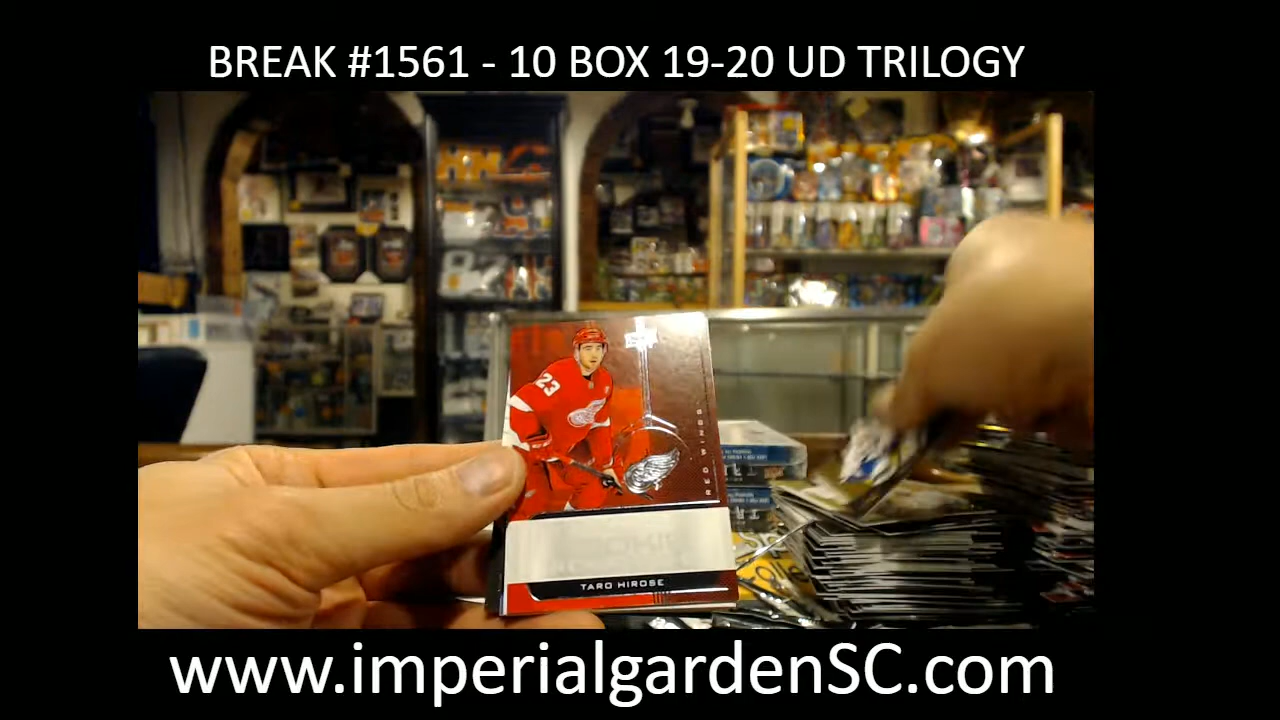 BREAK #1561 - 10 BOX 19-20 UD TRILOGY
23
RED WINGS
TARO HIROSE
www.imperialgardenSC.com